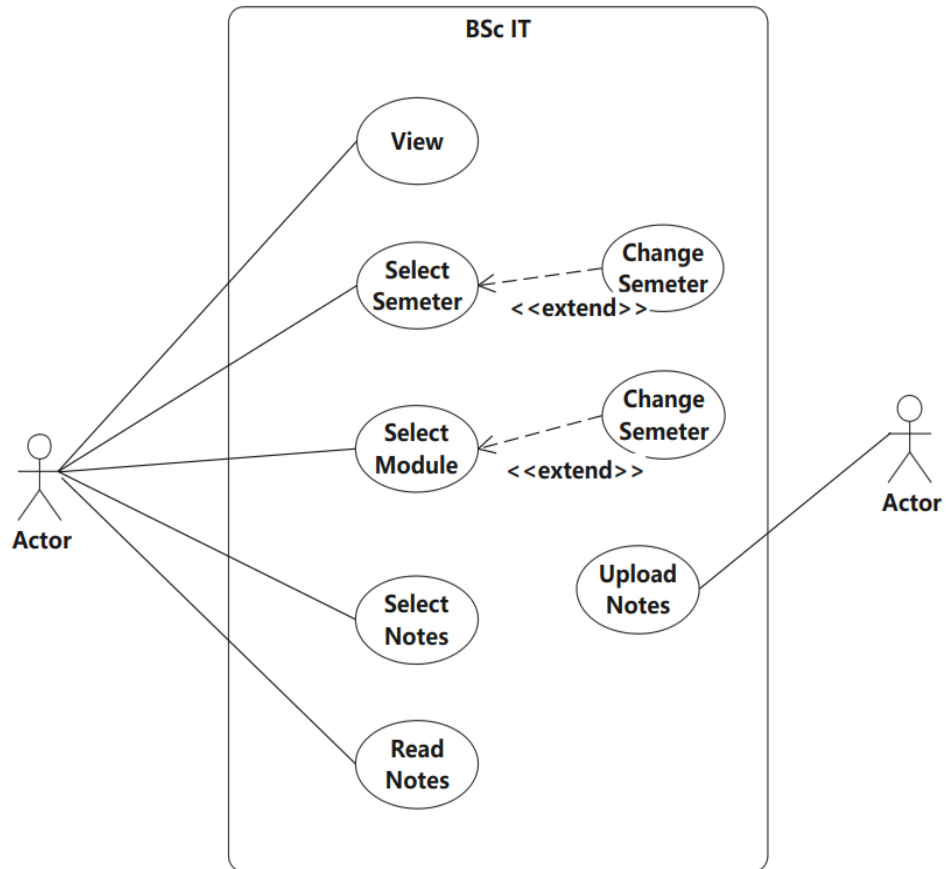 BSc IT
View
Select
Semeter
Change
Semeter
<<extend>>
Select
Module
Change
Semeter
<<extend>>
Actor
Actor
Select
Notes
Upload
Notes
Read
Notes